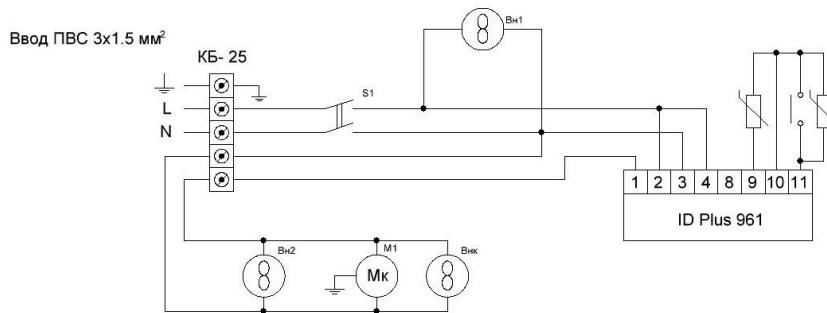 Вн1
Ввод ПВС 3х1.5 мм²
КБ- 25
S1
L
N
1 2 3 4 8 9 10 11
ID Plus 961
Вн2
М1
Внк
Мк